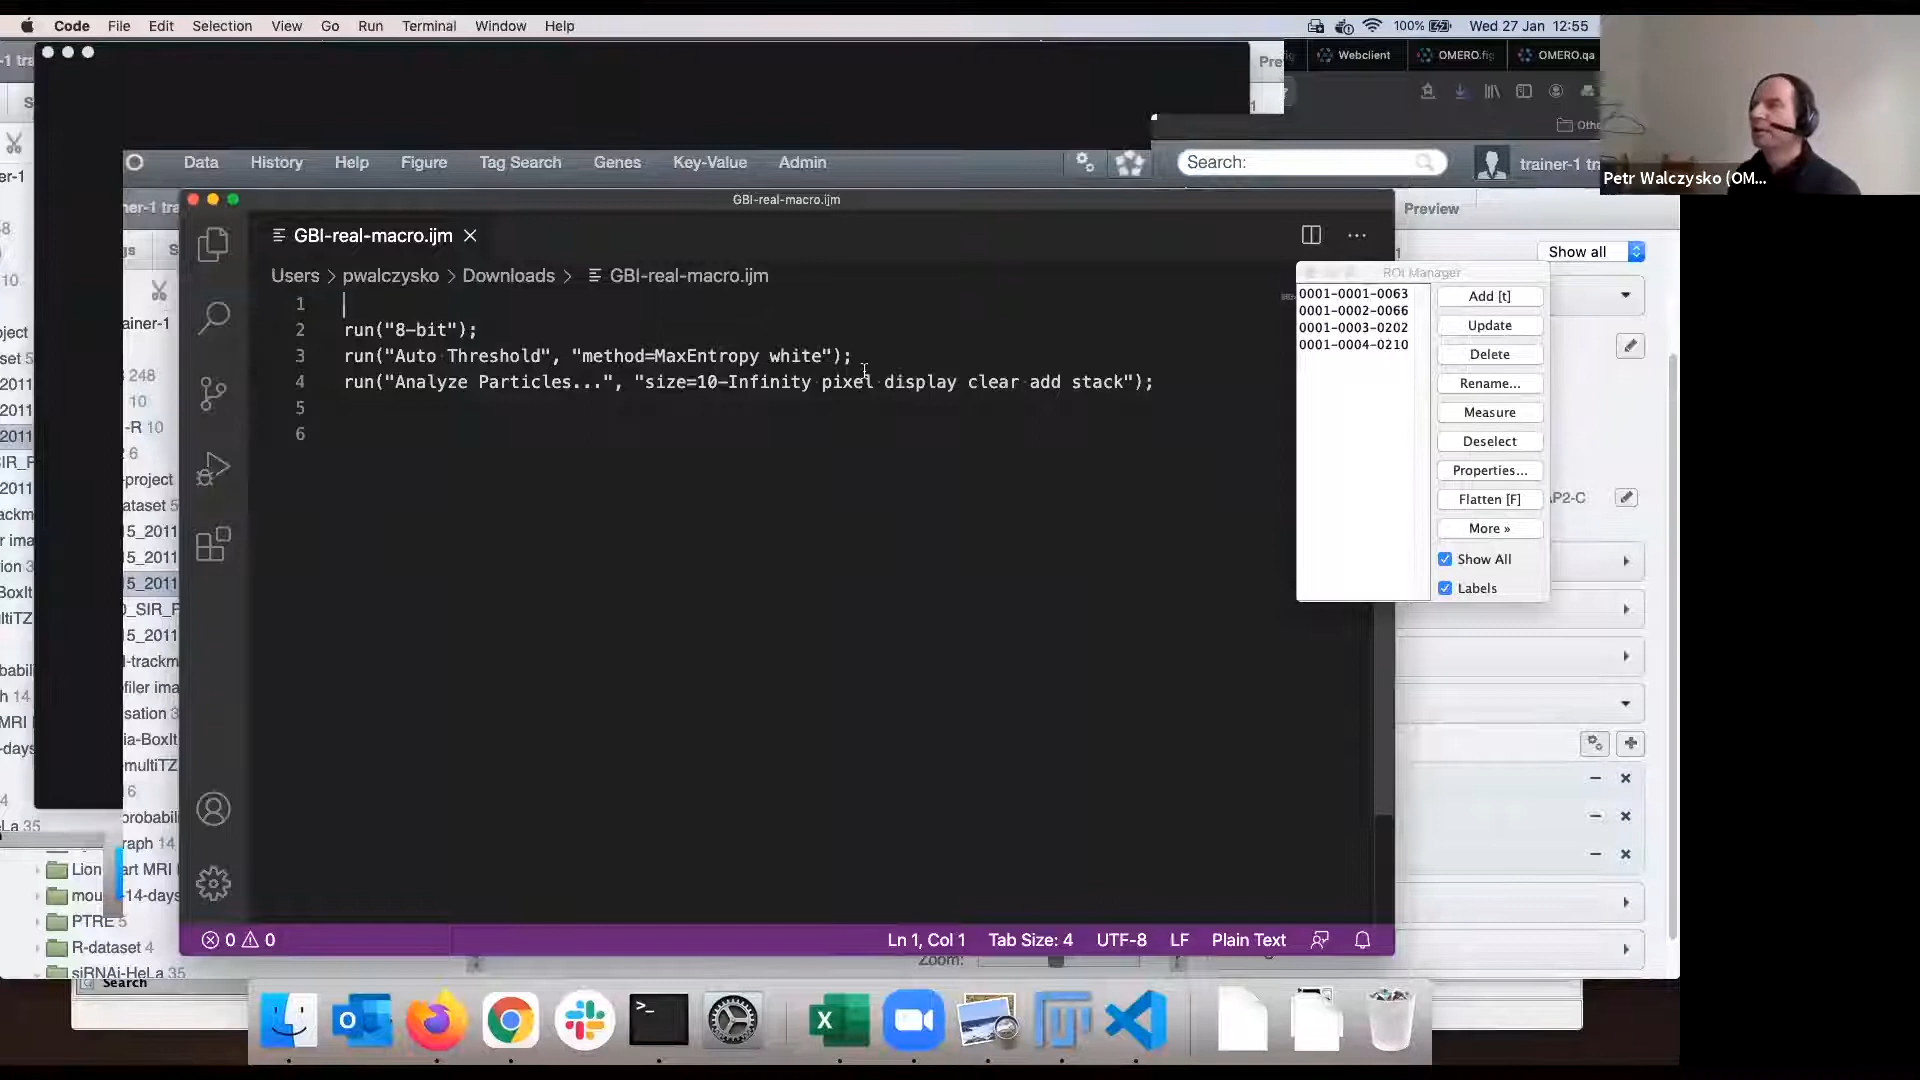 Code File Edit Selection View Go Run Terminal Window Help
100% Wed 27 Jan 12:55
Webclient OMERO.fig OMERO.qa
Data History Help Figure Tag Search Genes Key-Value Admin
Search:
trainer-1
Petr Walczysko (OM...
GBI-real-macro.ijm
Preview
GBI-real-macro.ijm
Show all
Users > pwalczysko > Downloads > GBI-real-macro.ijm
1
2 run("8-bit");
3 run("Auto Threshold", "method=MaxEntropy white");
4 run("Analyze Particles...", "size=10-Infinity pixel display clear add stack");
5
6
ROI Manager
0001-0001-0063
0001-0002-0066
0001-0003-0202
0001-0004-0210
Add [t]
Update
Delete
Rename...
Measure
Deselect
Properties...
Flatten [F]
More »
Show All
Labels
PTRE 5
R-dataset 4
siRNAi-HeLa 35
0 0
Ln 1, Col 1 Tab Size: 4 UTF-8 LF Plain Text
Zoom:
Search